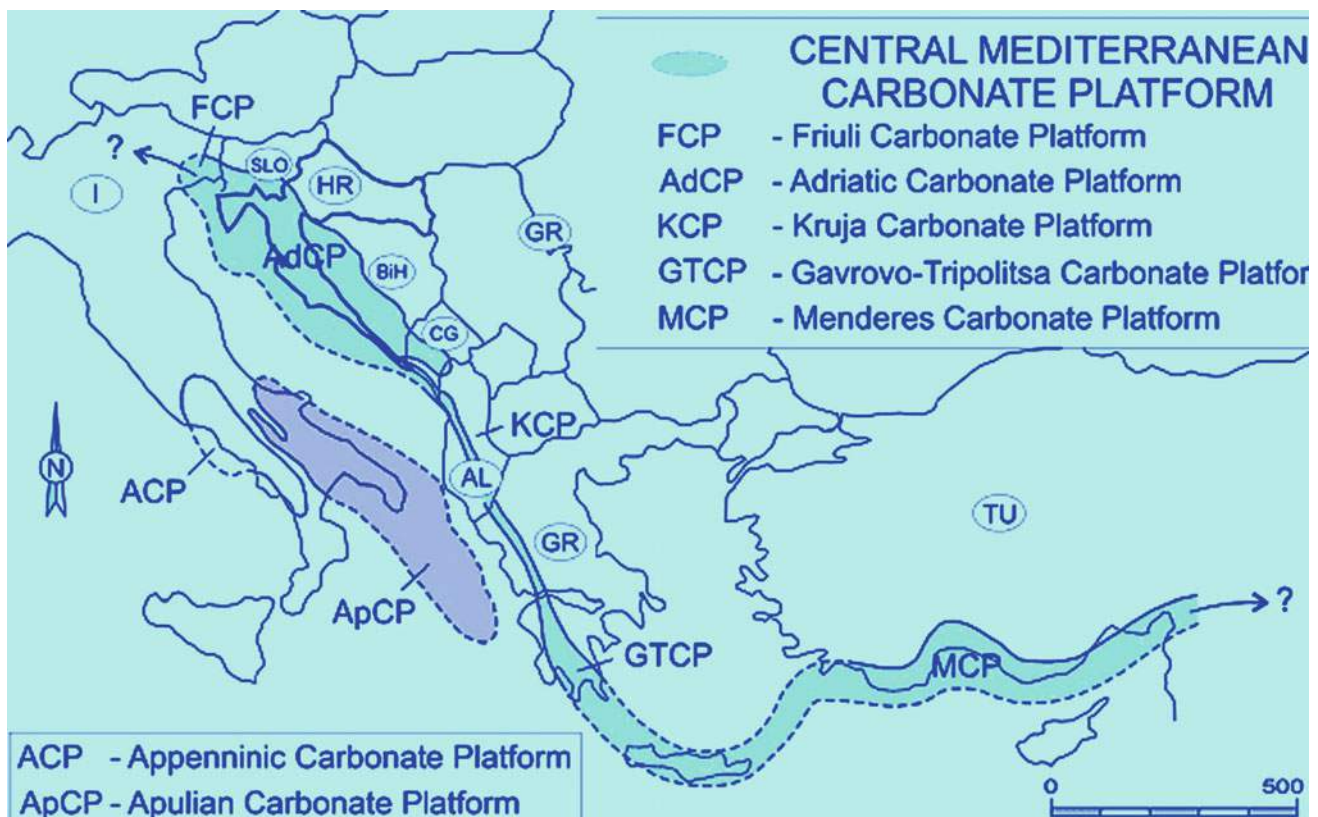 CENTRAL MEDITERRANEAN
CARBONATE PLATFORM
FCP - Friuli Carbonate Platform
AdCP - Adriatic Carbonate Platform
KCP - Kruja Carbonate Platform
GTCP - Gavrovo-Tripolitsa Carbonate Platfor
MCP - Menderes Carbonate Platform
FCP
?
SLO
HR
I
GR
AdCP
BiH
CG
KCP
N
ACP
AL
TU
GR
ApCP
?
GTCP
MCP
ACP - Appenninic Carbonate Platform
ApCP - Apulian Carbonate Platform
0 500